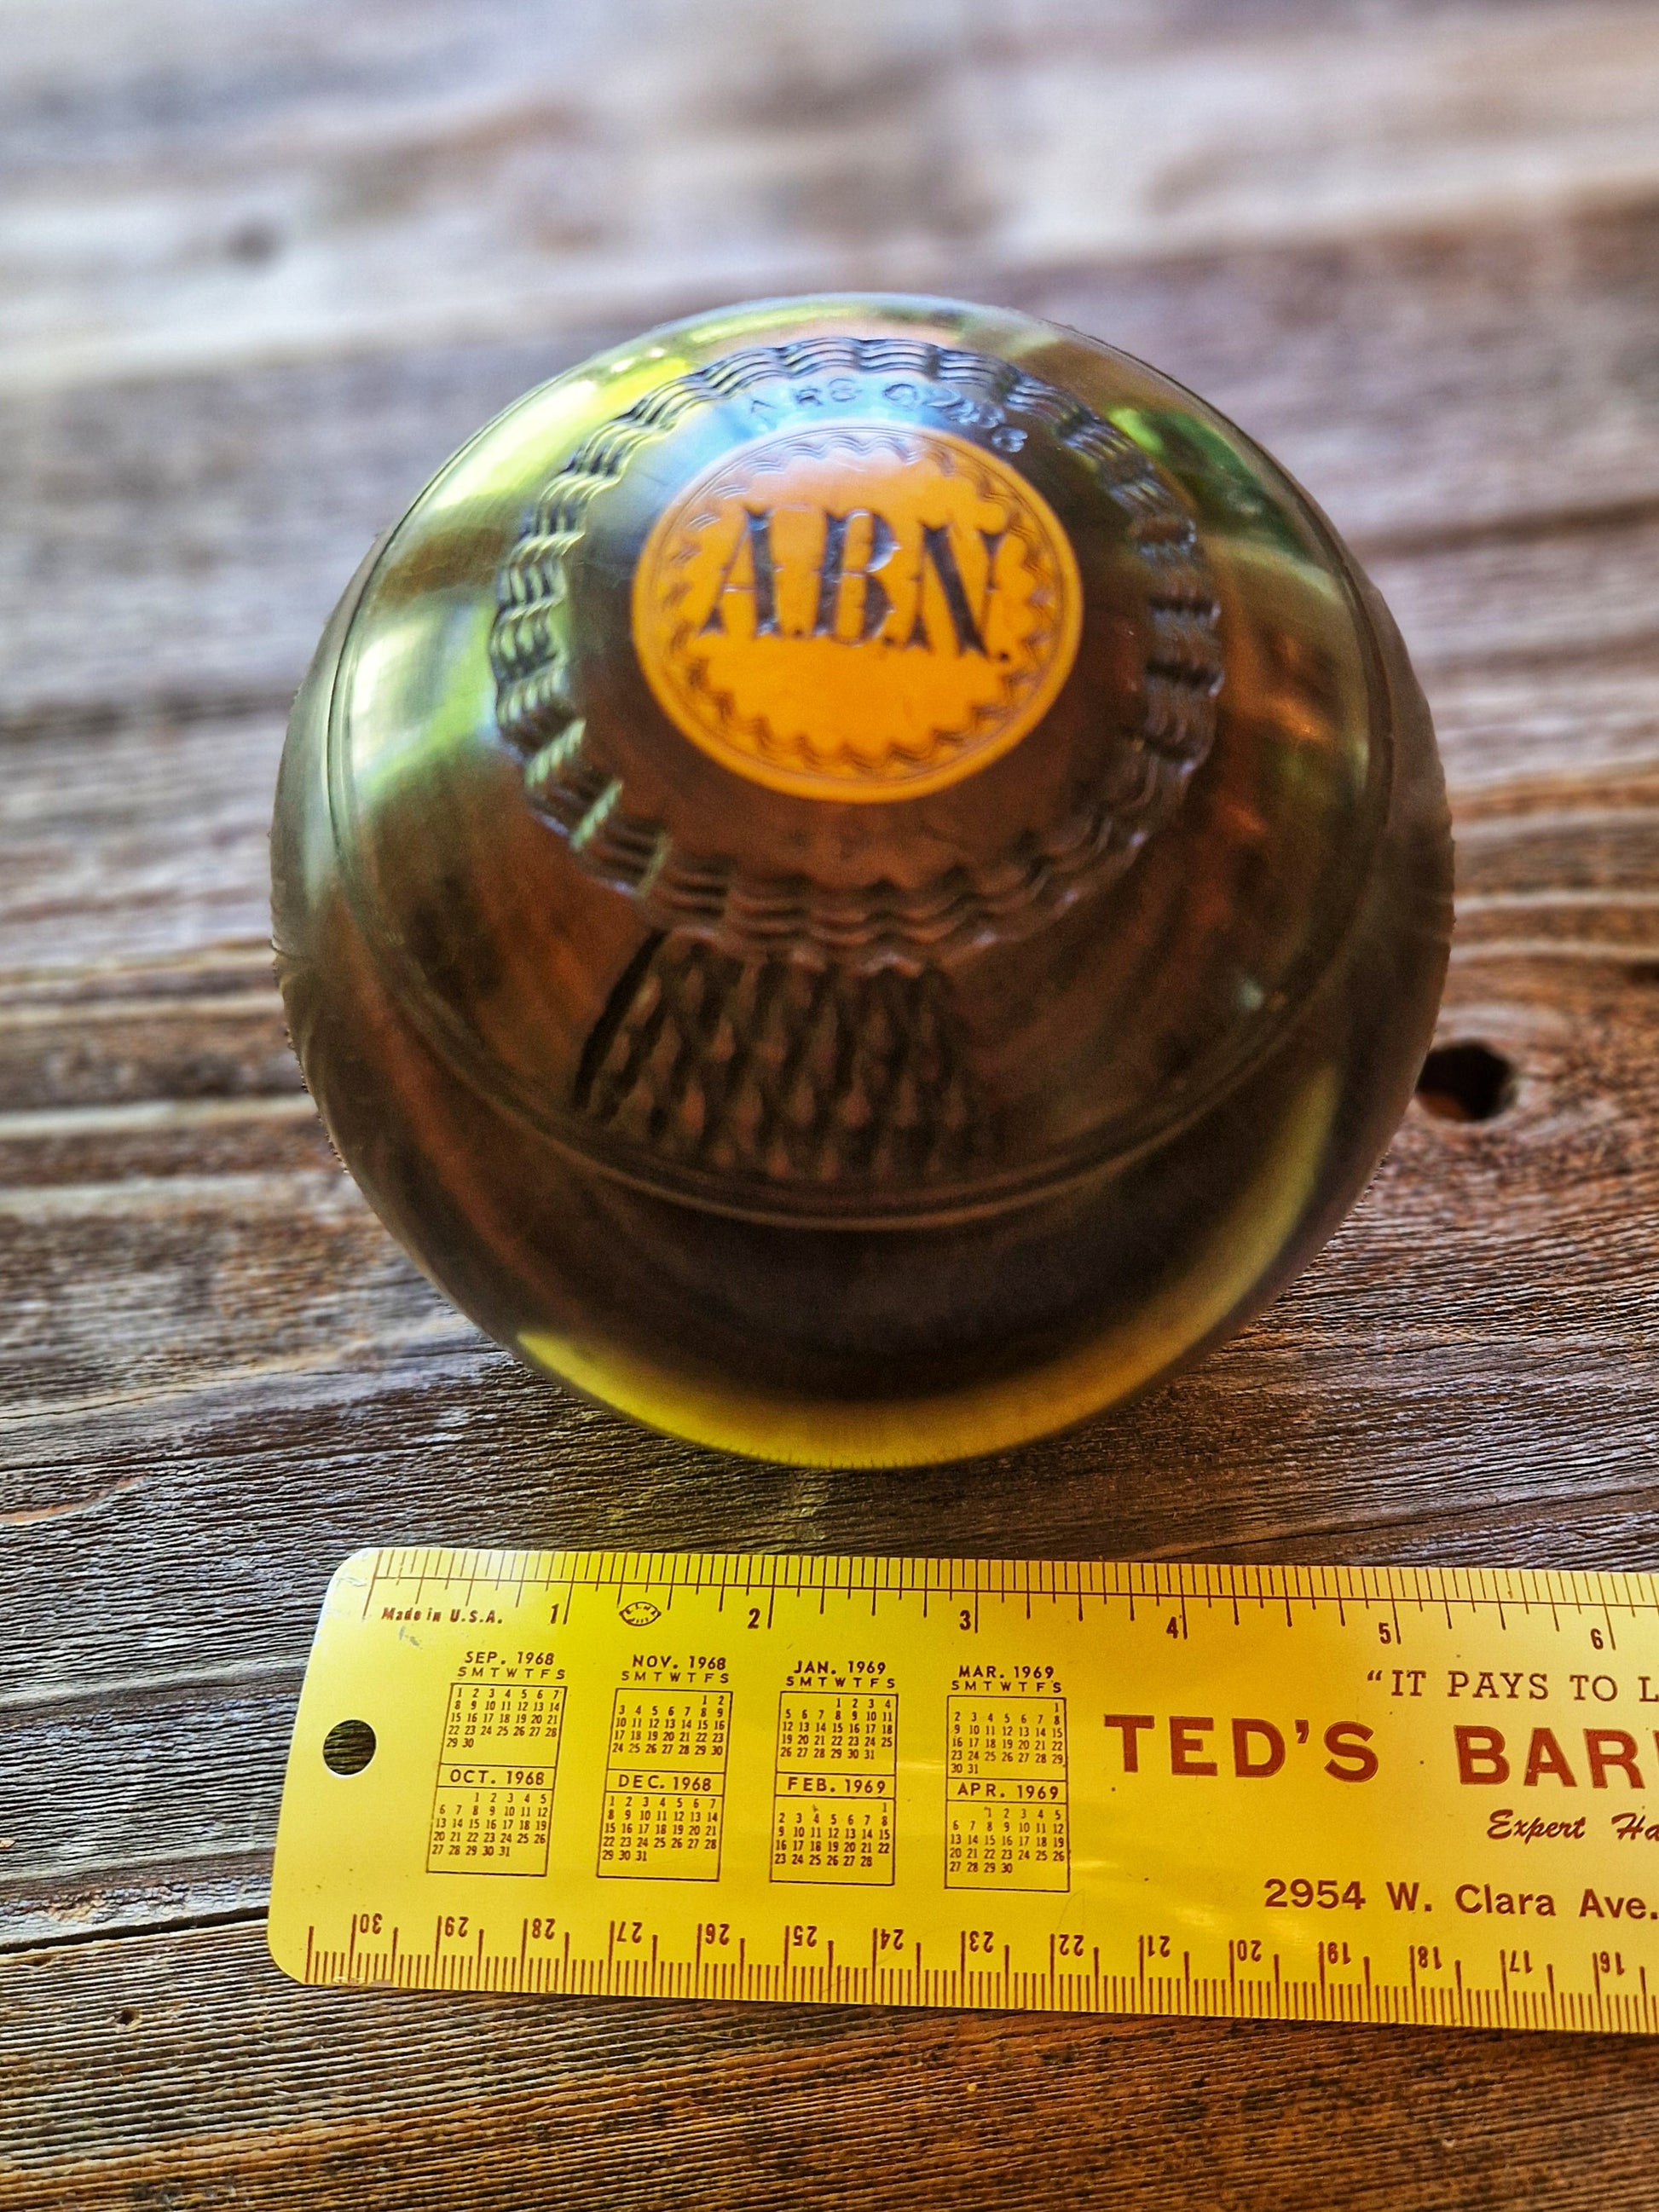 A.B.N.
Made in U.S.A. 1 2 3 4 5 6
SEP. 1968
S M T W T F S
1 2 3 4 5 6 7
8 9 10 11 12 13 14
15 16 17 18 19 20 21
22 23 24 25 26 27 28
29 30
OCT. 1968
1 2 3 4 5
6 7 8 9 10 11 12
13 14 15 16 17 18 19
20 21 22 23 24 25 26
27 28 29 30 31
NOV. 1968
S M T W T F S
1 2
3 4 5 6 7 8 9
10 11 12 13 14 15 16
17 18 19 20 21 22 23
24 25 26 27 28 29 30
DEC. 1968
1 2 3 4 5 6 7
8 9 10 11 12 13 14
15 16 17 18 19 20 21
22 23 24 25 26 27 28
29 30 31
JAN. 1969
S M T W T F S
1 2 3 4
5 6 7 8 9 10 11
12 13 14 15 16 17 18
19 20 21 22 23 24 25
26 27 28 29 30 31
FEB. 1969
1
2 3 4 5 6 7 8
9 10 11 12 13 14 15
16 17 18 19 20 21 22
23 24 25 26 27 28
MAR. 1969
S M T W T F S
1
2 3 4 5 6 7 8
9 10 11 12 13 14 15
16 17 18 19 20 21 22
23 24 25 26 27 28 29
30 31
APR. 1969
1 2 3 4 5
6 7 8 9 10 11 12
13 14 15 16 17 18 19
20 21 22 23 24 25 26
27 28 29 30
"IT PAYS TO L
TED'S BAR
Expert Ha
2954 W. Clara Ave.
30 29 28 27 26 25 24 23 22 21 20 19 18 17 16